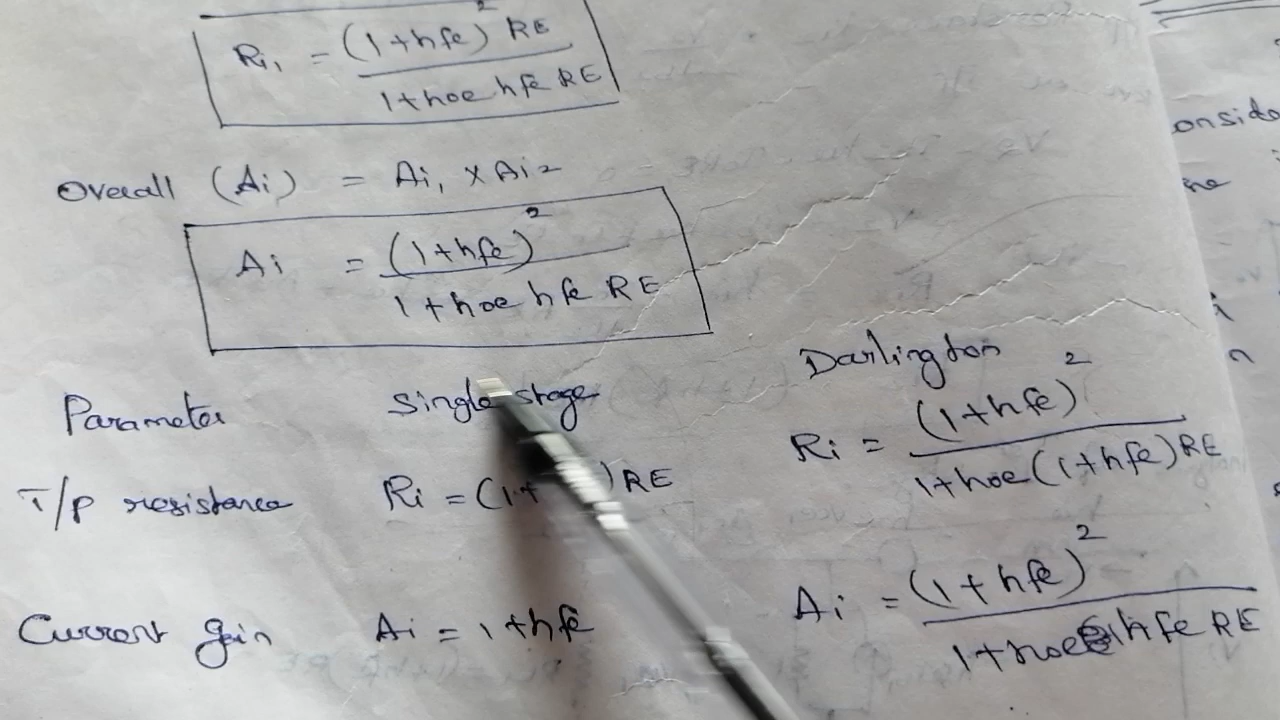 Ri₁ = (1+hfe)² RE
1+hoe hfe RE
Overall (Ai) = Ai₁ × Ai2
Ai = (1+hfe)²
1+hoe hfe RE
Parameter Single stage Darlington
I/p resistance Ri = (1+ )RE Ri = (1+hfe)²
1+hoe(1+hfe)RE
Current gain Ai = 1+hfe Ai = (1+hfe)²
1+hoe hfe RE